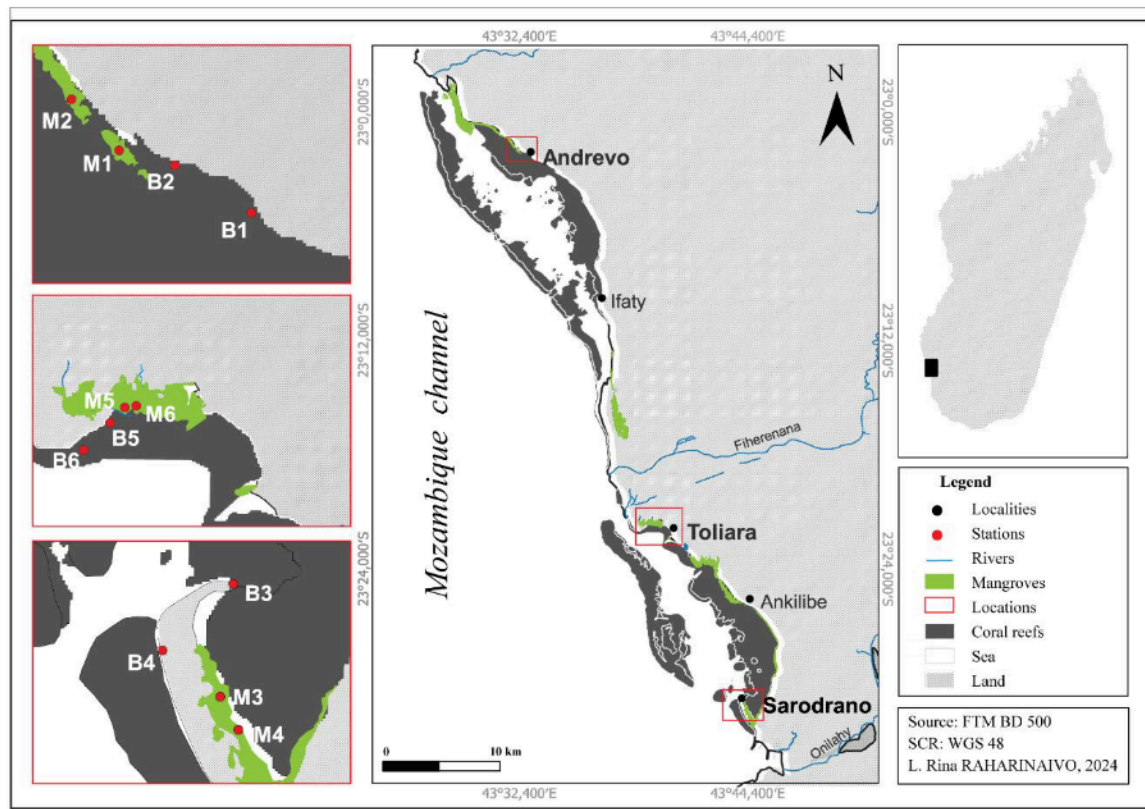 M2
M1
B2
B1
M5
M6
B5
B6
B3
B4
M3
M4
43°32,400'E
43°44,400'E
23°0,000'S
23°12,000'S
23°24,000'S
23°0,000'S
23°12,000'S
23°24,000'S
N
Andrevo
Ifaty
Mozambique channel
Fiherenana
Toliara
Ankilibe
Sarodrano
Onilahy
0
10 km
43°32,400'E
43°44,400'E
Legend
Localities
Stations
Rivers
Mangroves
Locations
Coral reefs
Sea
Land
Source: FTM BD 500
SCR: WGS 48
L. Rina RAHARINAIVO, 2024